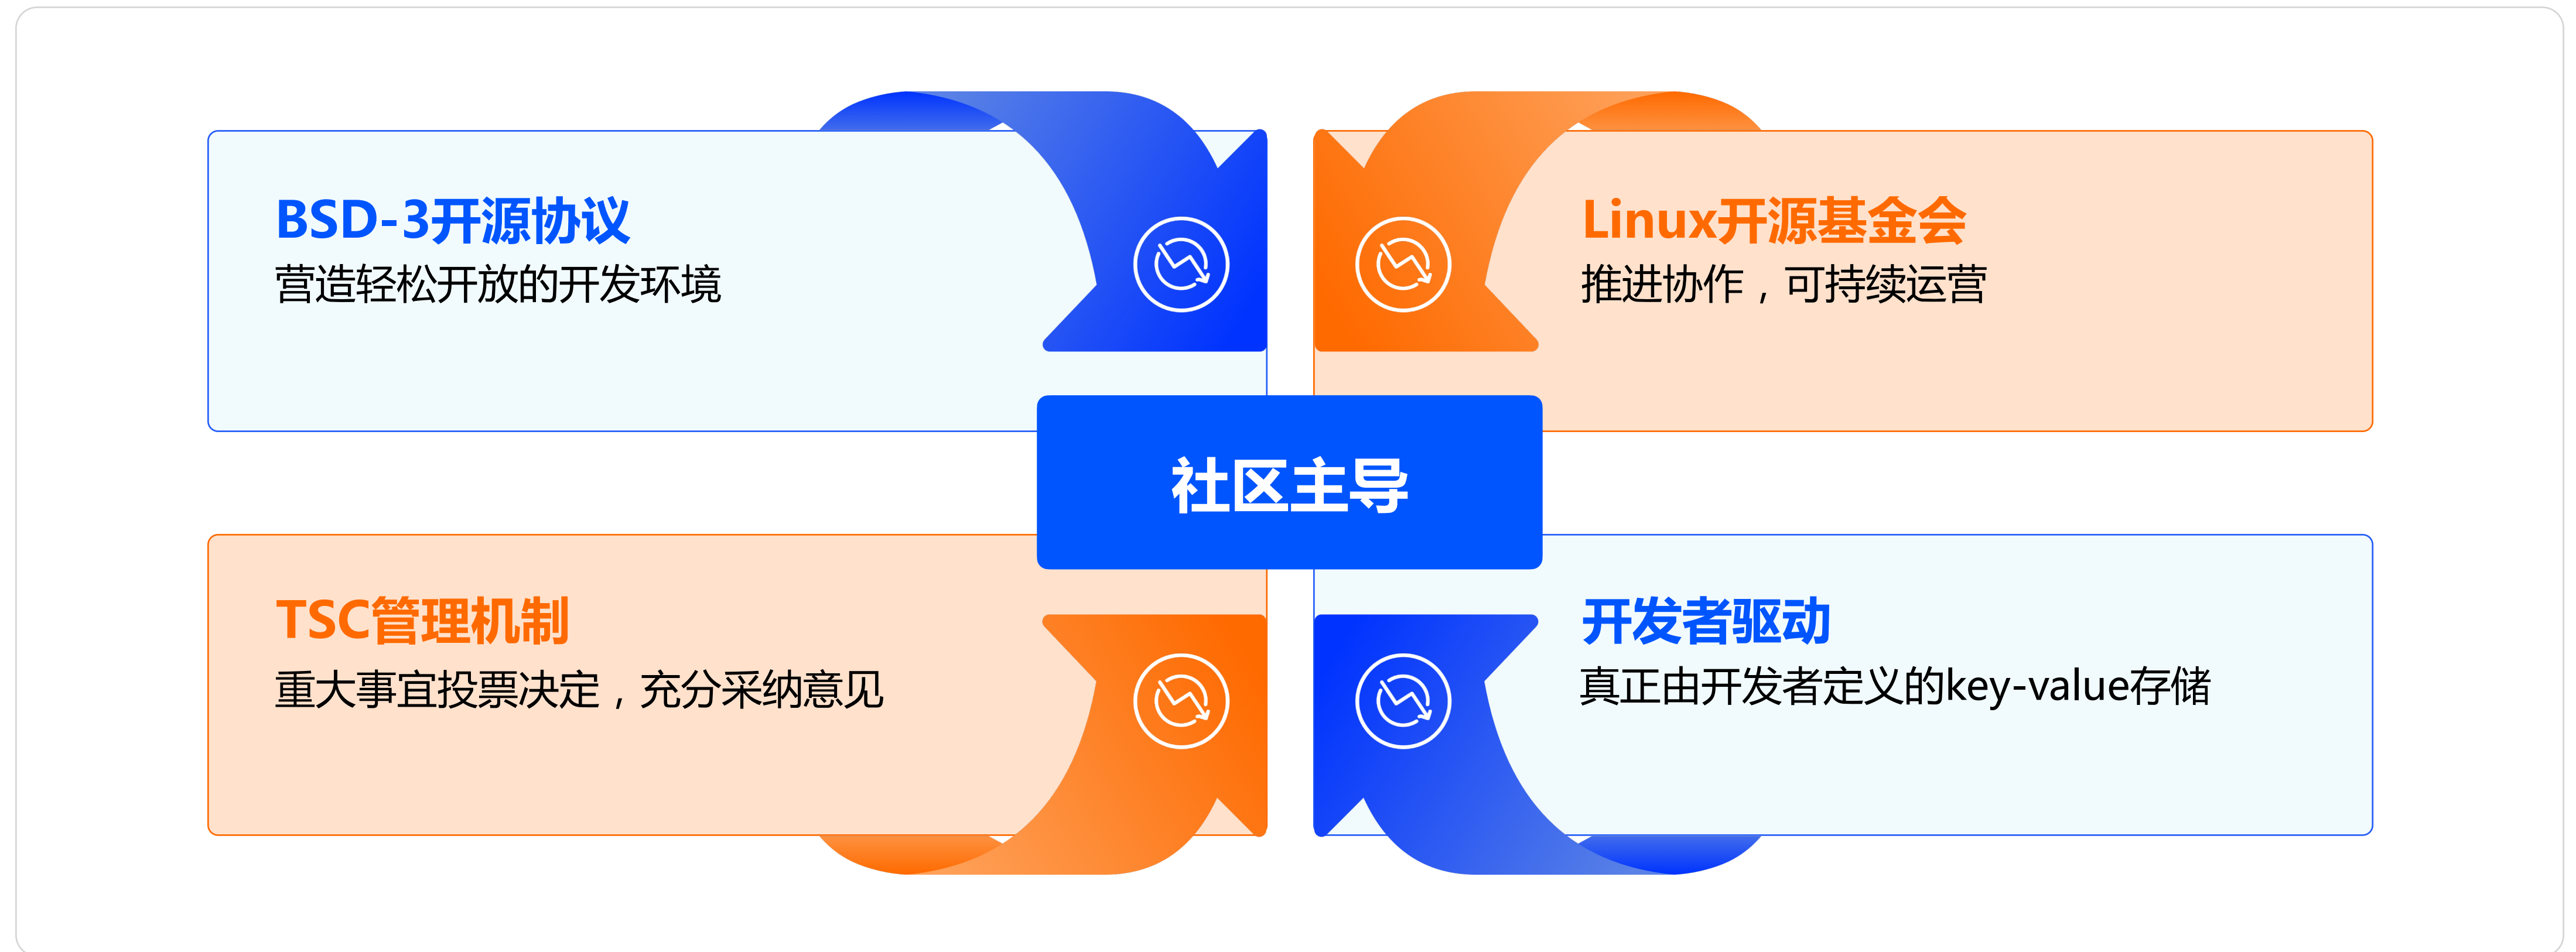 BSD-3开源协议
营造轻松开放的开发环境
Linux开源基金会
推进协作，可持续运营
社区主导
TSC管理机制
重大事宜投票决定，充分采纳意见
开发者驱动
真正由开发者定义的key-value存储